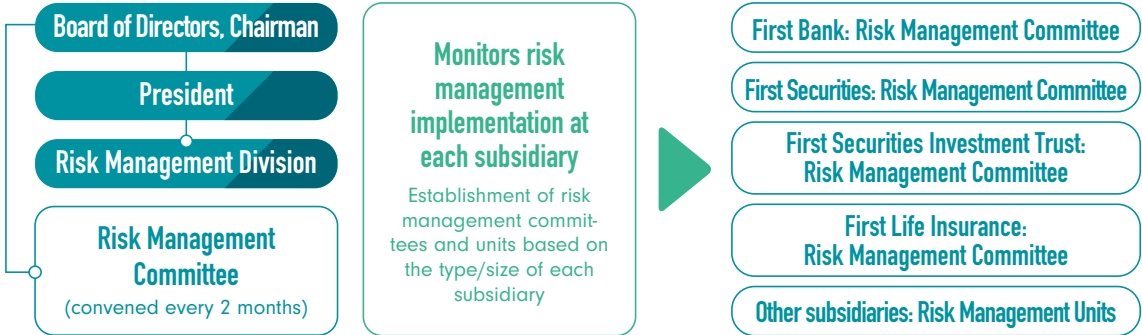 Board of Directors, Chairman
President
Risk Management Division
Risk Management
Committee
(convened every 2 months)
Monitors risk
management
implementation at
each subsidiary
Establishment of risk
management commit-
tees and units based on
the type/size of each
subsidiary
First Bank: Risk Management Committee
First Securities: Risk Management Committee
First Securities Investment Trust:
Risk Management Committee
First Life Insurance:
Risk Management Committee
Other subsidiaries: Risk Management Units